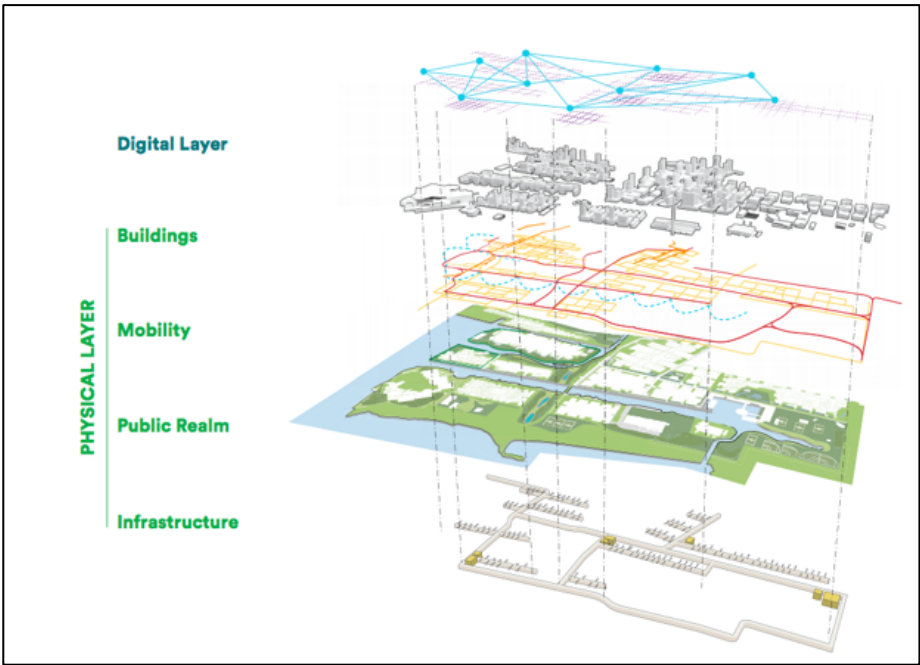 Digital Layer
Buildings
PHYSICAL LAYER
Mobility
Public Realm
Infrastructure